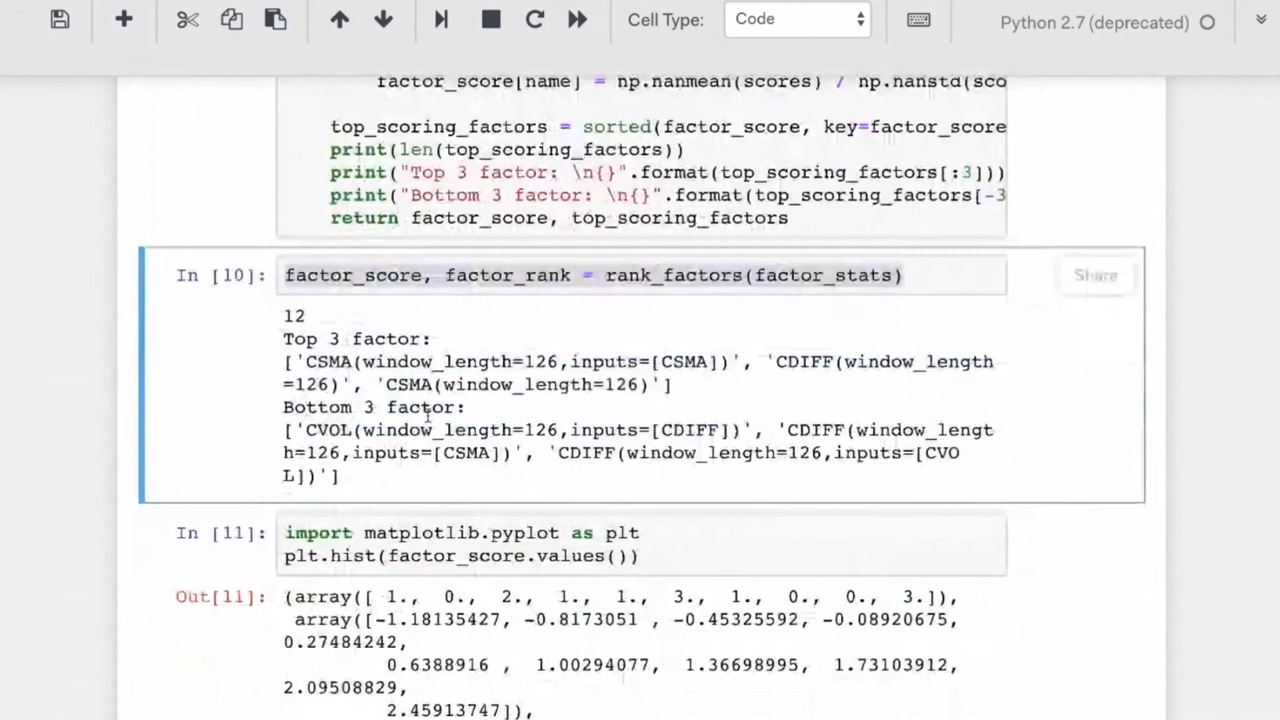 Cell Type:
Code
Python 2.7 (deprecated)
factor_score[name] = np.nanmean(scores) / np.nanstd(sco
top_scoring_factors = sorted(factor_score, key=factor_score
print(len(top_scoring_factors))
print("Top 3 factor: \n{}".format(top_scoring_factors[:3]))
print("Bottom 3 factor: \n{}".format(top_scoring_factors[-3
return factor_score, top_scoring_factors
In [10]:
factor_score, factor_rank = rank_factors(factor_stats)
Share
12
Top 3 factor:
['CSMA(window_length=126,inputs=[CSMA])', 'CDIFF(window_length
=126)', 'CSMA(window_length=126)']
Bottom 3 factor:
['CVOL(window_length=126,inputs=[CDIFF])', 'CDIFF(window_lengt
h=126,inputs=[CSMA])', 'CDIFF(window_length=126,inputs=[CVO
L])']
In [11]:
import matplotlib.pyplot as plt
plt.hist(factor_score.values())
Out[11]:
(array([ 1., 0., 2., 1., 1., 3., 1., 0., 0., 3.]),
array([-1.18135427, -0.8173051 , -0.45325592, -0.08920675,
0.27484242,
0.6388916 , 1.00294077, 1.36698995, 1.73103912,
2.09508829,
2.45913747]),